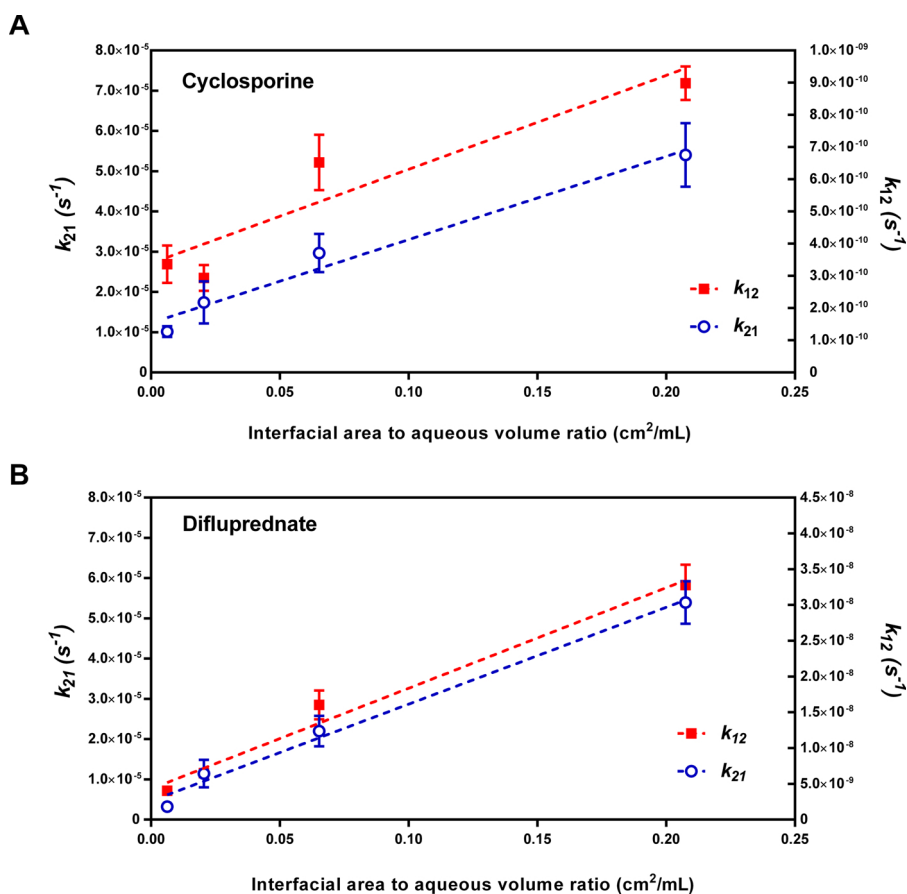 A
Cyclosporine
8.0×10⁻⁵
7.0×10⁻⁵
6.0×10⁻⁵
5.0×10⁻⁵
4.0×10⁻⁵
3.0×10⁻⁵
2.0×10⁻⁵
1.0×10⁻⁵
0
k₂₁ (s⁻¹)
1.0×10⁻⁰⁹
9.0×10⁻¹⁰
8.0×10⁻¹⁰
7.0×10⁻¹⁰
6.0×10⁻¹⁰
5.0×10⁻¹⁰
4.0×10⁻¹⁰
3.0×10⁻¹⁰
2.0×10⁻¹⁰
1.0×10⁻¹⁰
0
k₁₂ (s⁻¹)
k₁₂
k₂₁
0.00 0.05 0.10 0.15 0.20 0.25
Interfacial area to aqueous volume ratio (cm²/mL)
B
Difluprednate
8.0×10⁻⁵
7.0×10⁻⁵
6.0×10⁻⁵
5.0×10⁻⁵
4.0×10⁻⁵
3.0×10⁻⁵
2.0×10⁻⁵
1.0×10⁻⁵
0
k₂₁ (s⁻¹)
4.5×10⁻⁸
4.0×10⁻⁸
3.5×10⁻⁸
3.0×10⁻⁸
2.5×10⁻⁸
2.0×10⁻⁸
1.5×10⁻⁸
1.0×10⁻⁸
5.0×10⁻⁹
0
k₁₂ (s⁻¹)
k₁₂
k₂₁
0.00 0.05 0.10 0.15 0.20 0.25
Interfacial area to aqueous volume ratio (cm²/mL)